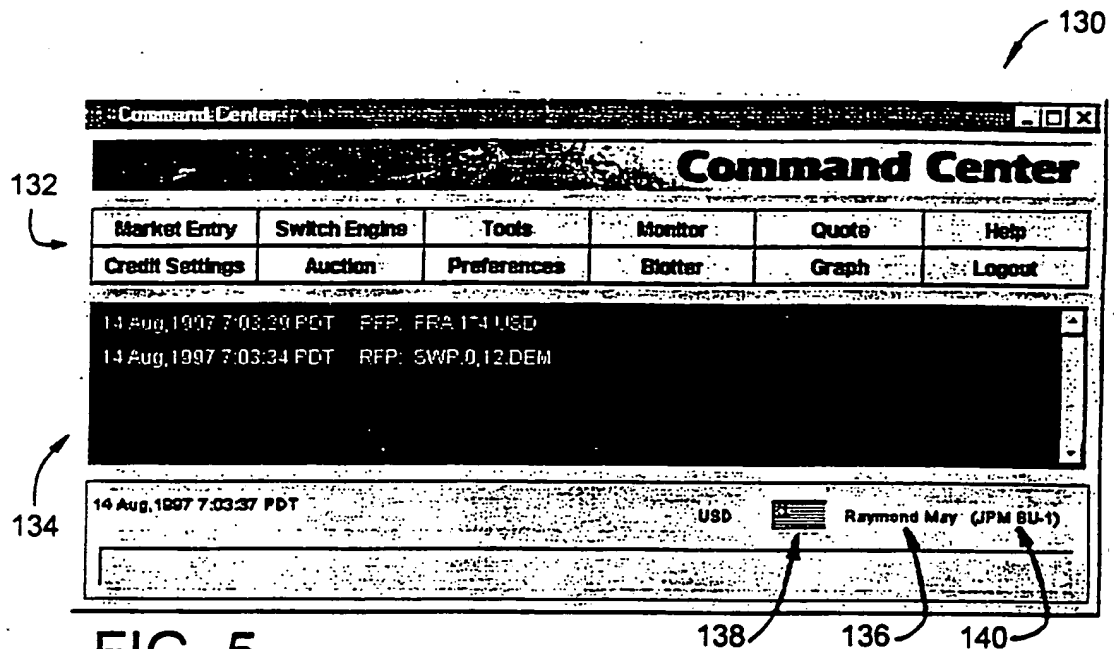 130
Command Center
Command Center
132
Market Entry Switch Engine Tools Monitor Quote Help
Credit Settings Auction Preferences Blotter Graph Logout
14 Aug,1997 7:03:29 PDT RFP: FRA USD
14 Aug,1997 7:03:34 PDT RFP: SWP.0,12.DEM
134
14 Aug,1997 7:03:37 PDT USD Raymond May (JPM BU-1)
138 136 140
FIG. 5